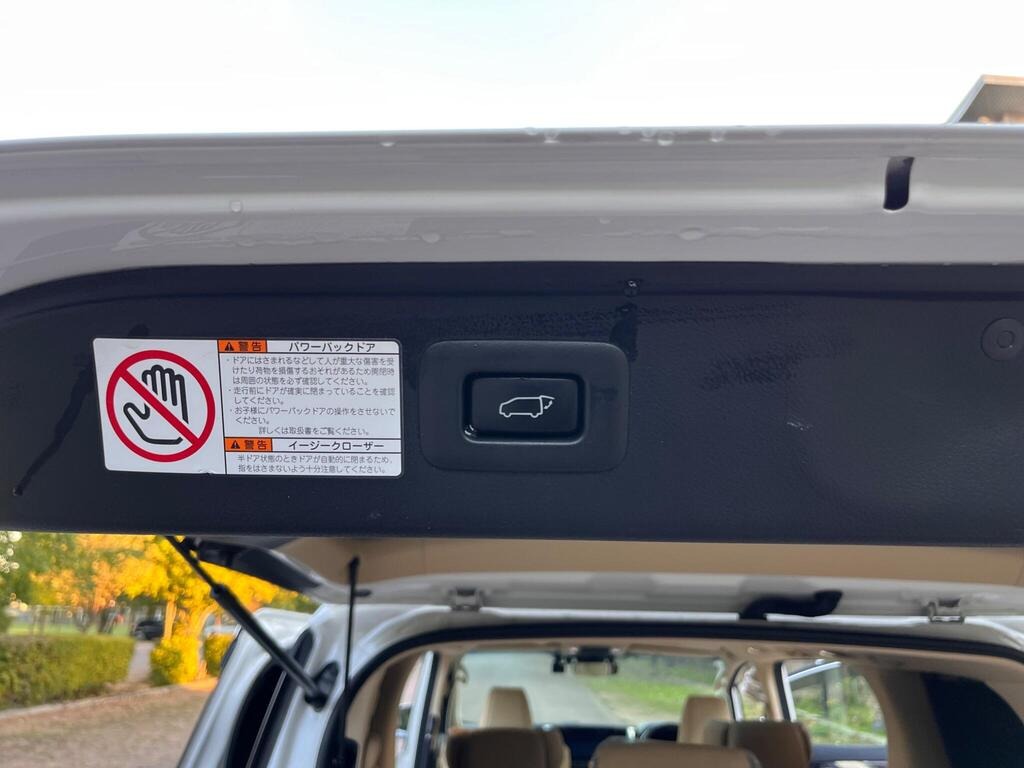 警告 パワーバックドア
・ドアにはさまれるなどして人が重大な傷害を受
けたり荷物を損傷するおそれがあるため開閉時
は周囲の状態を必ず確認してください。
・走行前にドアが確実に閉まっていることを確認
してください。
・お子様にパワーバックドアの操作をさせないで
ください。
詳しくは取扱書をご覧ください。
警告 イージークローザー
半ドア状態のときドアが自動的に閉まるため、
指をはさまないよう十分注意してください。